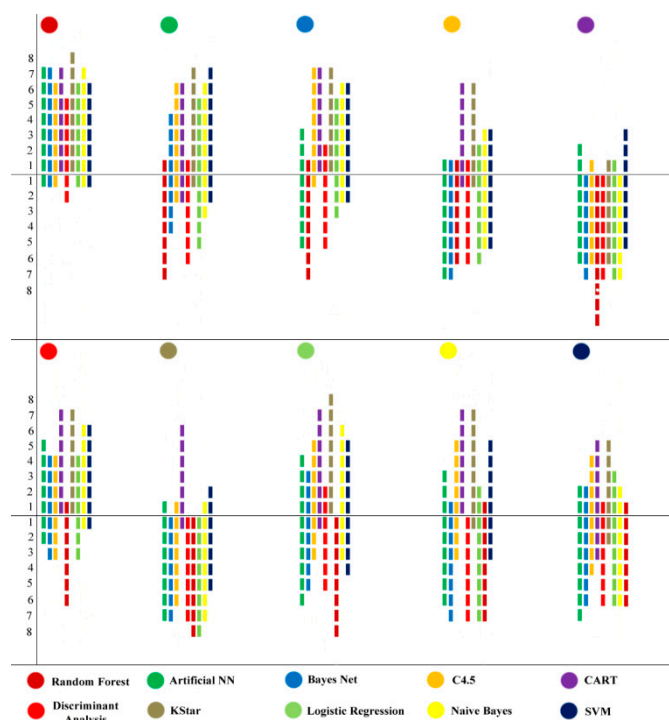 8
7
6
5
4
3
2
1
1
2
3
4
5
6
7
8
8
7
6
5
4
3
2
1
1
2
3
4
5
6
7
8
Random Forest
Artificial NN
Bayes Net
C4.5
CART
Discriminant
Analysis
KStar
Logistic Regression
Naive Bayes
SVM